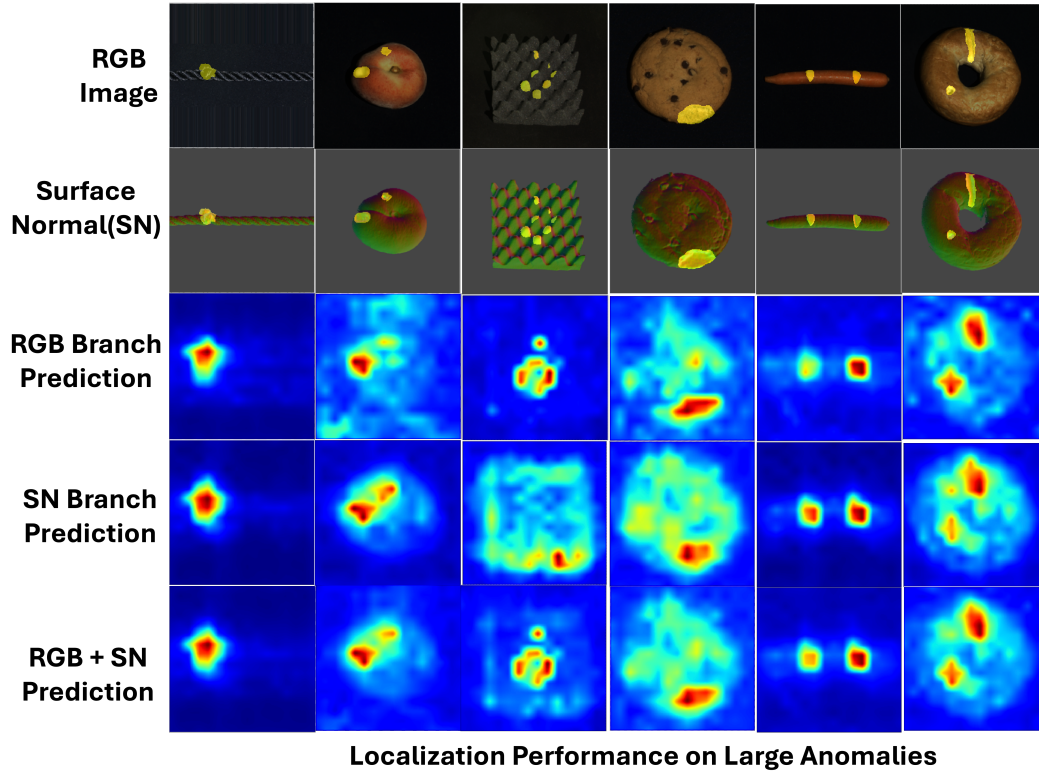 RGB
Image
Surface
Normal(SN)
RGB Branch
Prediction
SN Branch
Prediction
RGB + SN
Prediction
Localization Performance on Large Anomalies